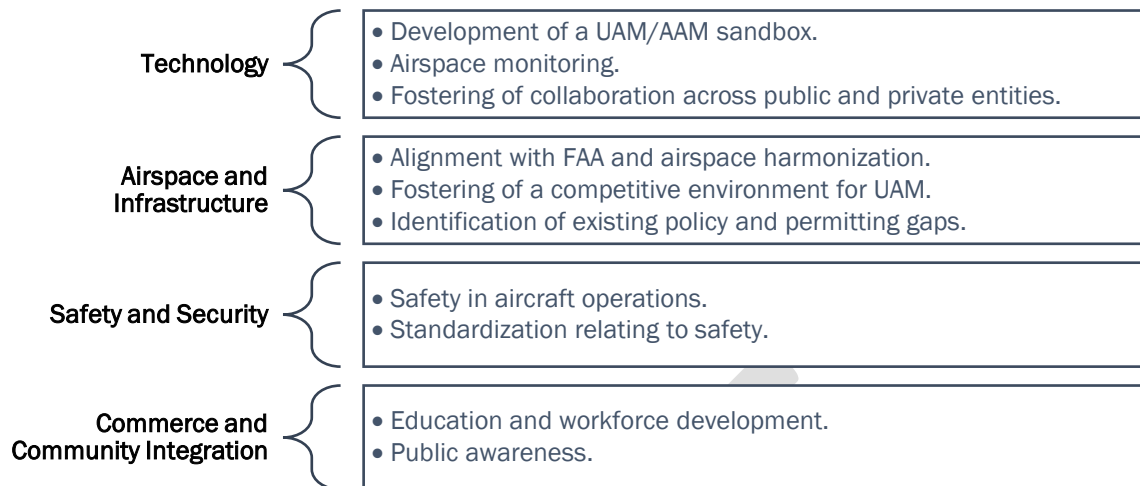 Technology
• Development of a UAM/AAM sandbox.
• Airspace monitoring.
• Fostering of collaboration across public and private entities.
Airspace and
Infrastructure
• Alignment with FAA and airspace harmonization.
• Fostering of a competitive environment for UAM.
• Identification of existing policy and permitting gaps.
Safety and Security
• Safety in aircraft operations.
• Standardization relating to safety.
Commerce and
Community Integration
• Education and workforce development.
• Public awareness.